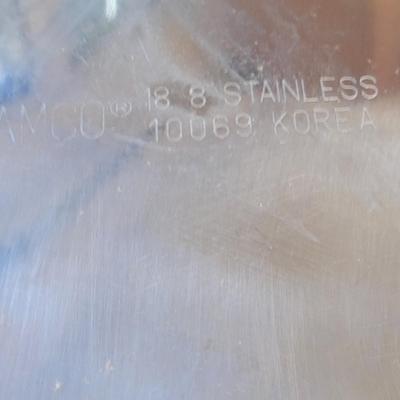 AMCO® 18 8 STAINLESS
10069 KOREA